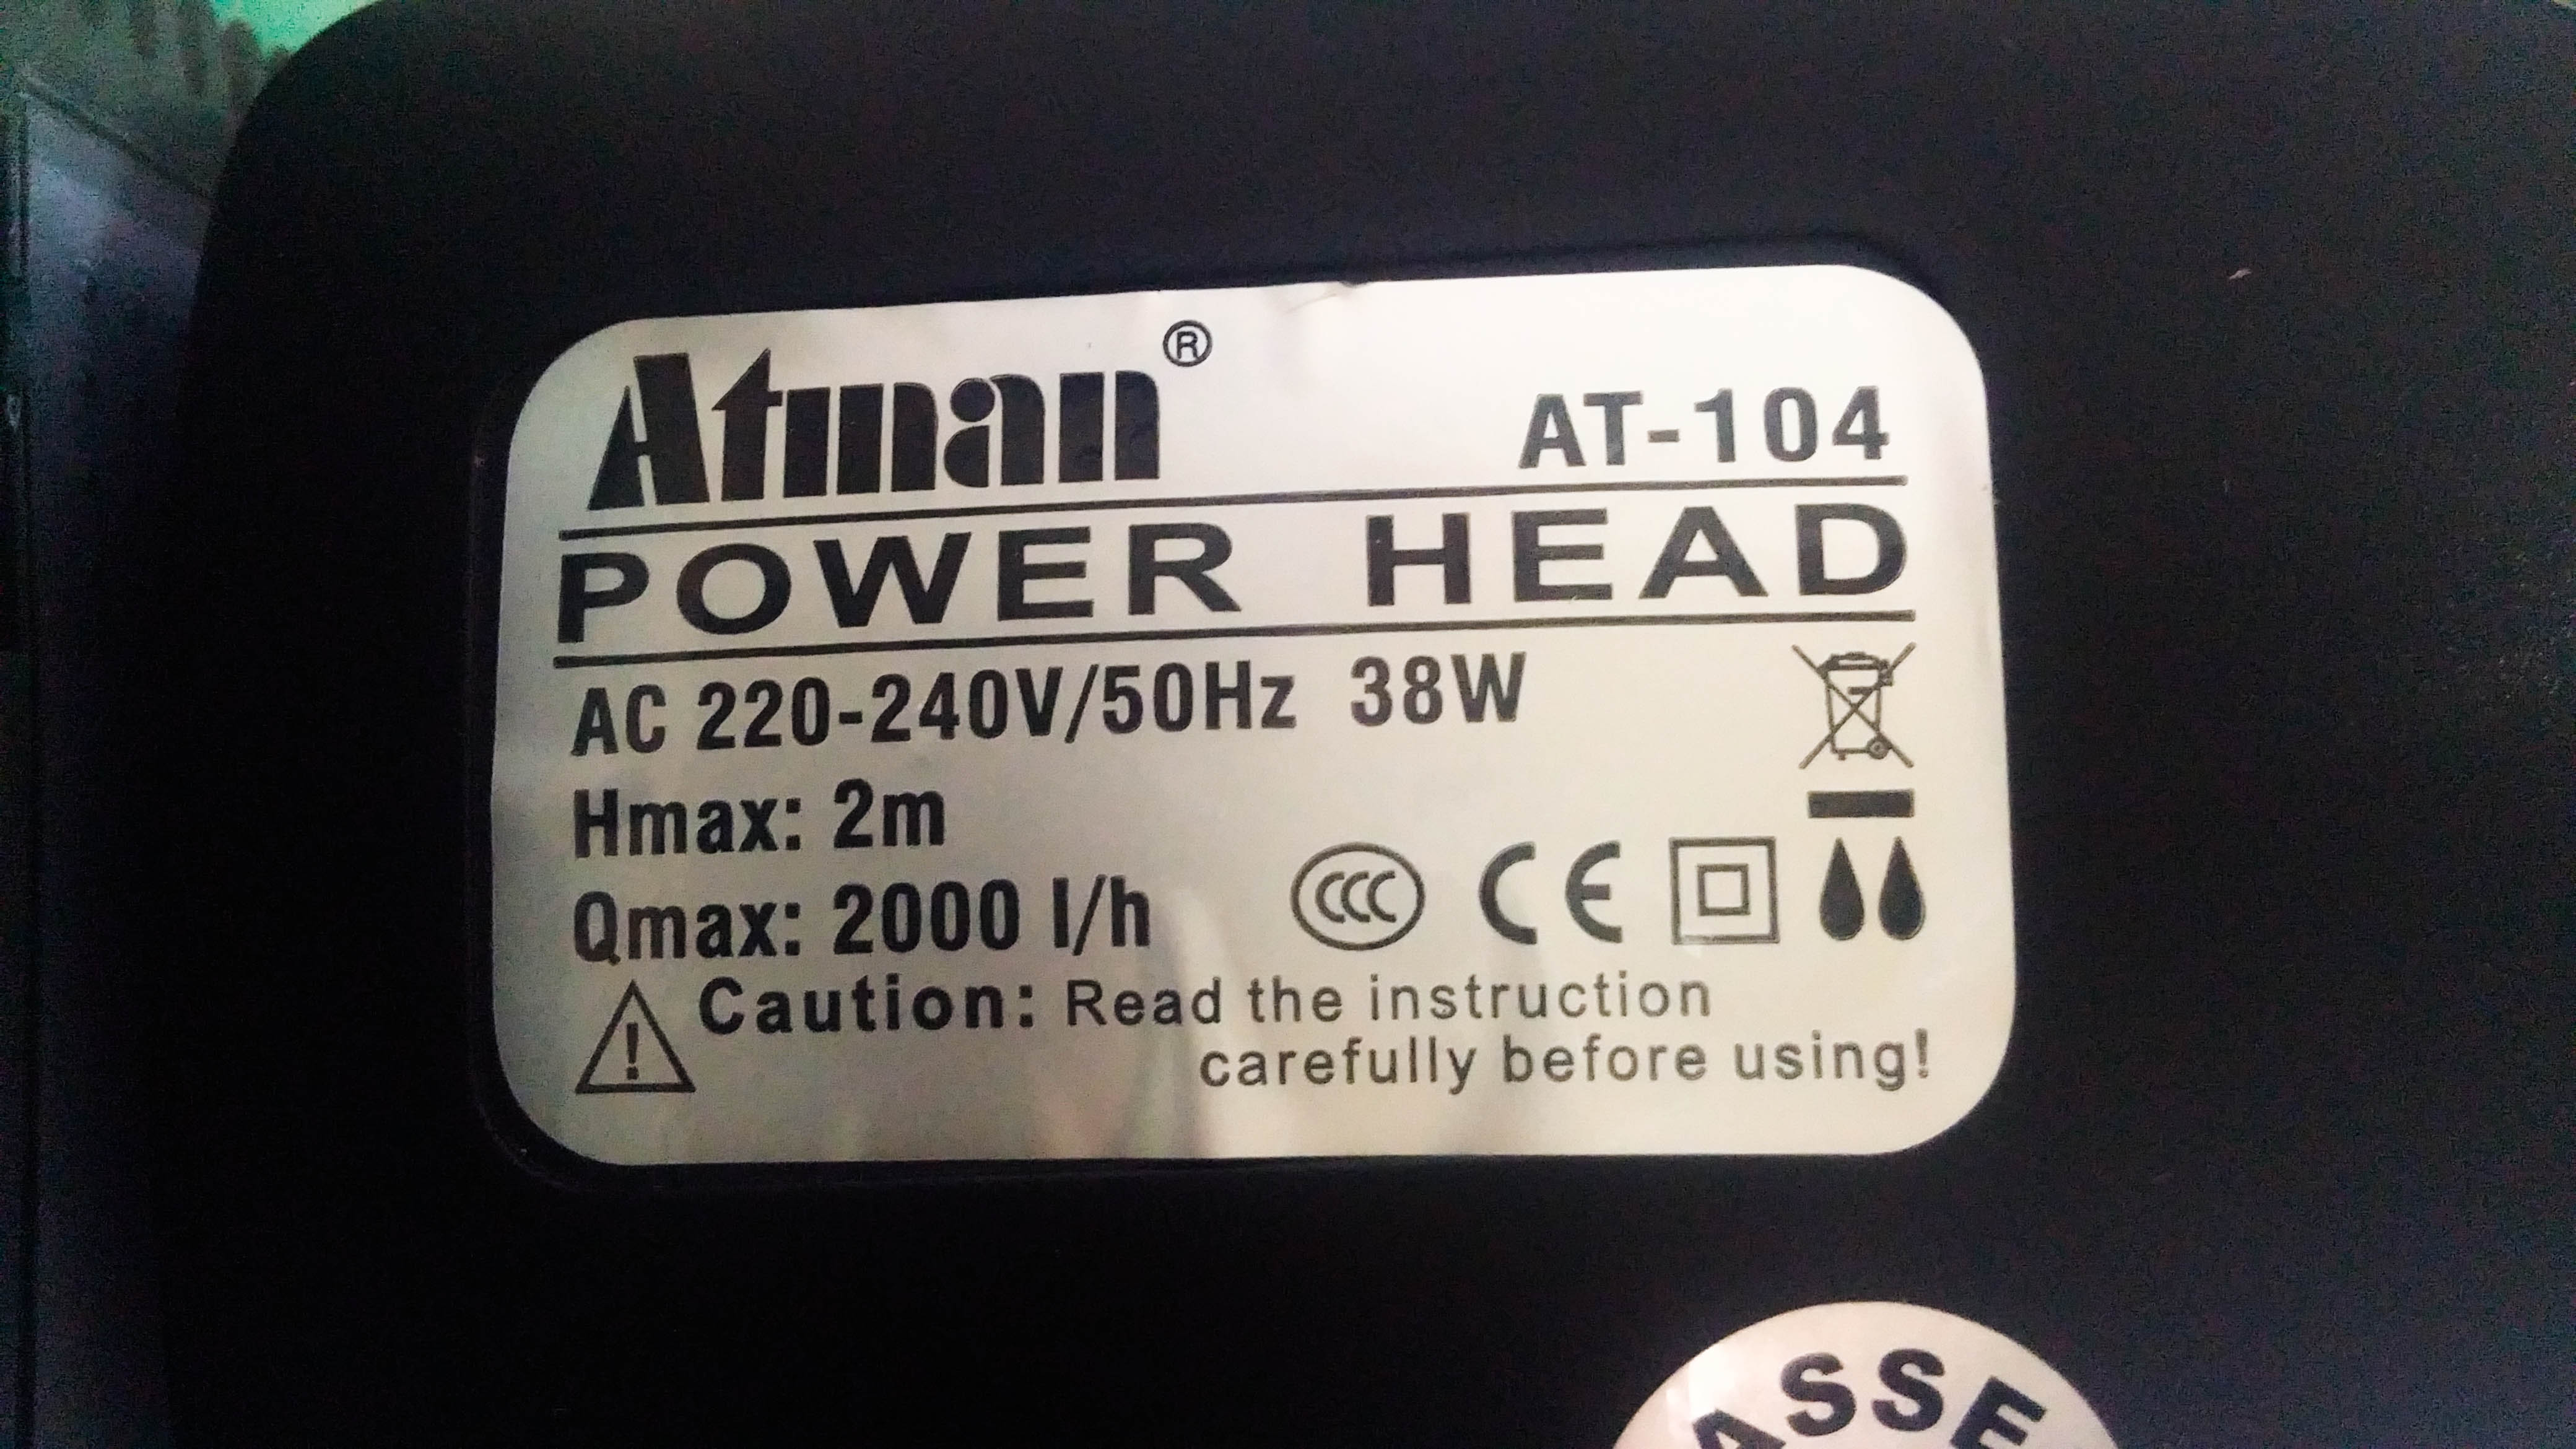 Atman®
AT-104
POWER HEAD
AC 220-240V/50Hz 38W
Hmax: 2m
Qmax: 2000 l/h
CCC CE
Caution: Read the instruction
carefully before using!